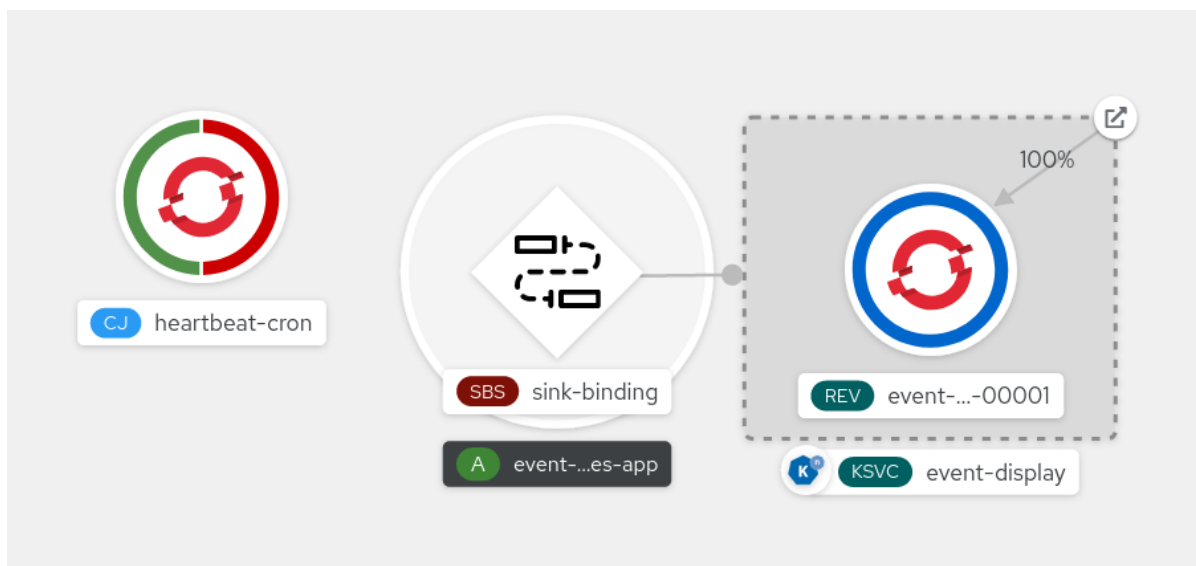 CJ heartbeat-cron
SBS sink-binding
A event-...es-app
100%
REV event-...-00001
K n KSVC event-display